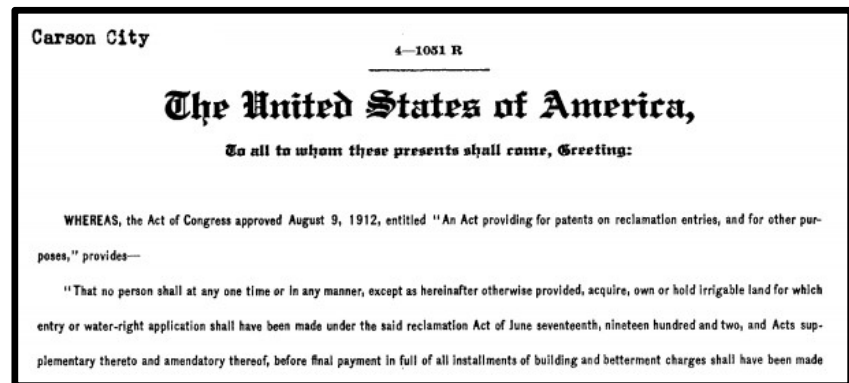 Carson City
4—1051 R
The United States of America,
To all to whom these presents shall come, Greeting:
WHEREAS, the Act of Congress approved August 9, 1912, entitled "An Act providing for patents on reclamation entries, and for other pur-
poses," provides—
"That no person shall at any one time or in any manner, except as hereinafter otherwise provided, acquire, own or hold irrigable land for which
entry or water-right application shall have been made under the said reclamation Act of June seventeenth, nineteen hundred and two, and Acts sup-
plementary thereto and amendatory thereof, before final payment in full of all installments of building and betterment charges shall have been made